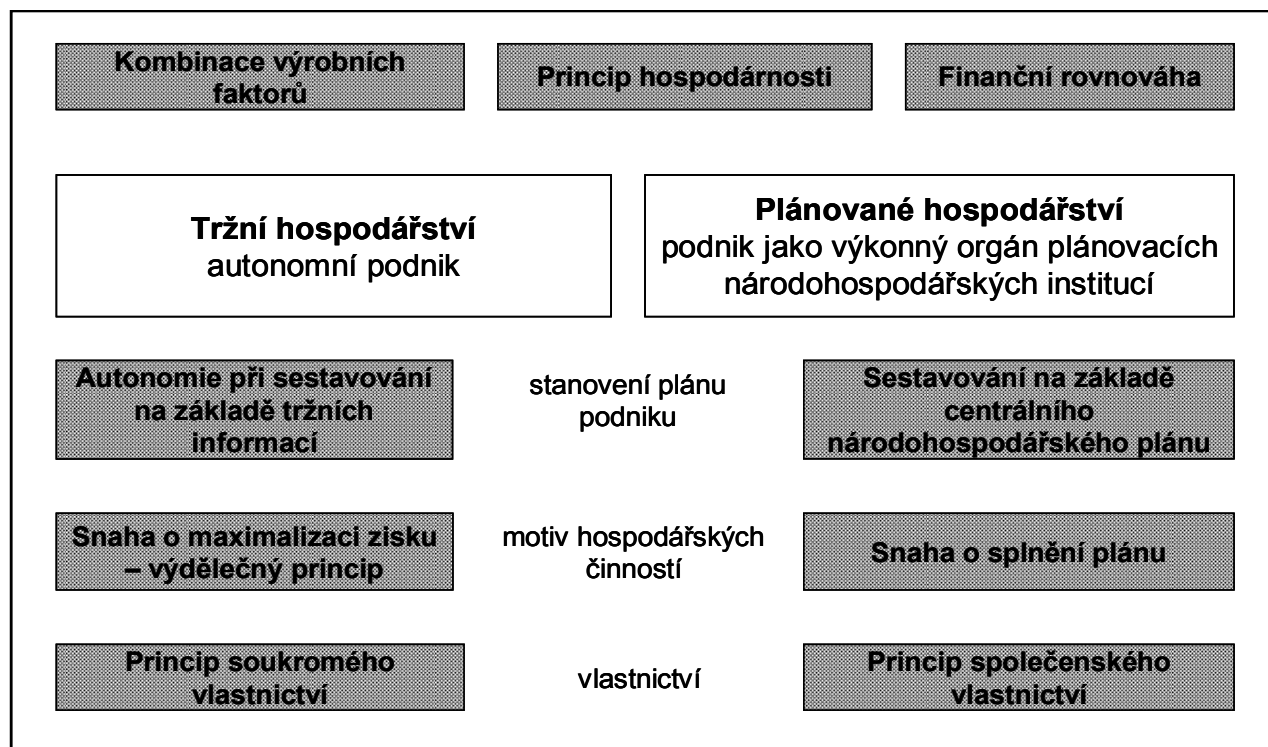 Kombinace výrobních
faktorů
Princip hospodárnosti
Finanční rovnováha
Tržní hospodářství
autonomní podnik
Plánované hospodářství
podnik jako výkonný orgán plánovacích
národohospodářských institucí
Autonomie při sestavování
na základě tržních
informací
stanovení plánu
podniku
Sestavování na základě
centrálního
národohospodářského plánu
Snaha o maximalizaci zisku
– výdělečný princip
motiv hospodářských
činností
Snaha o splnění plánu
Princip soukromého
vlastnictví
vlastnictví
Princip společenského
vlastnictví